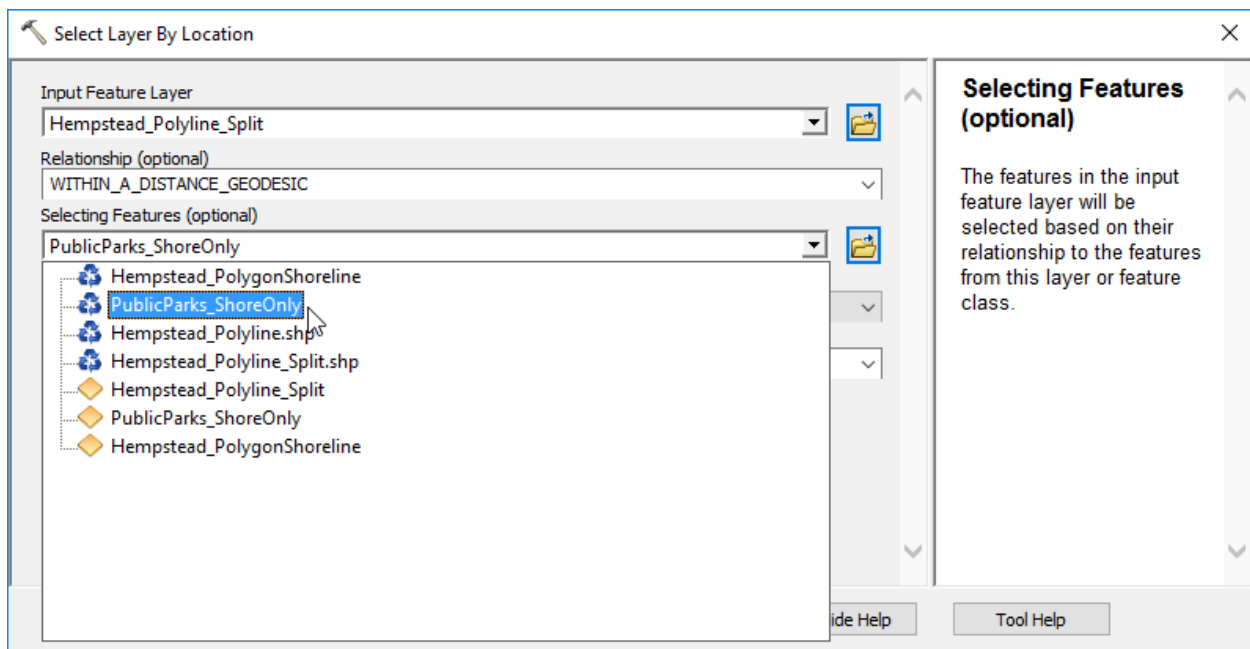 Select Layer By Location
Input Feature Layer
Hempstead_Polyline_Split
Relationship (optional)
WITHIN_A_DISTANCE_GEODESIC
Selecting Features (optional)
PublicParks_ShoreOnly
Hempstead_PolygonShoreline
PublicParks_ShoreOnly
Hempstead_Polyline.shp
Hempstead_Polyline_Split.shp
Hempstead_Polyline_Split
PublicParks_ShoreOnly
Hempstead_PolygonShoreline
ide Help
Tool Help
Selecting Features
(optional)
The features in the input
feature layer will be
selected based on their
relationship to the features
from this layer or feature
class.